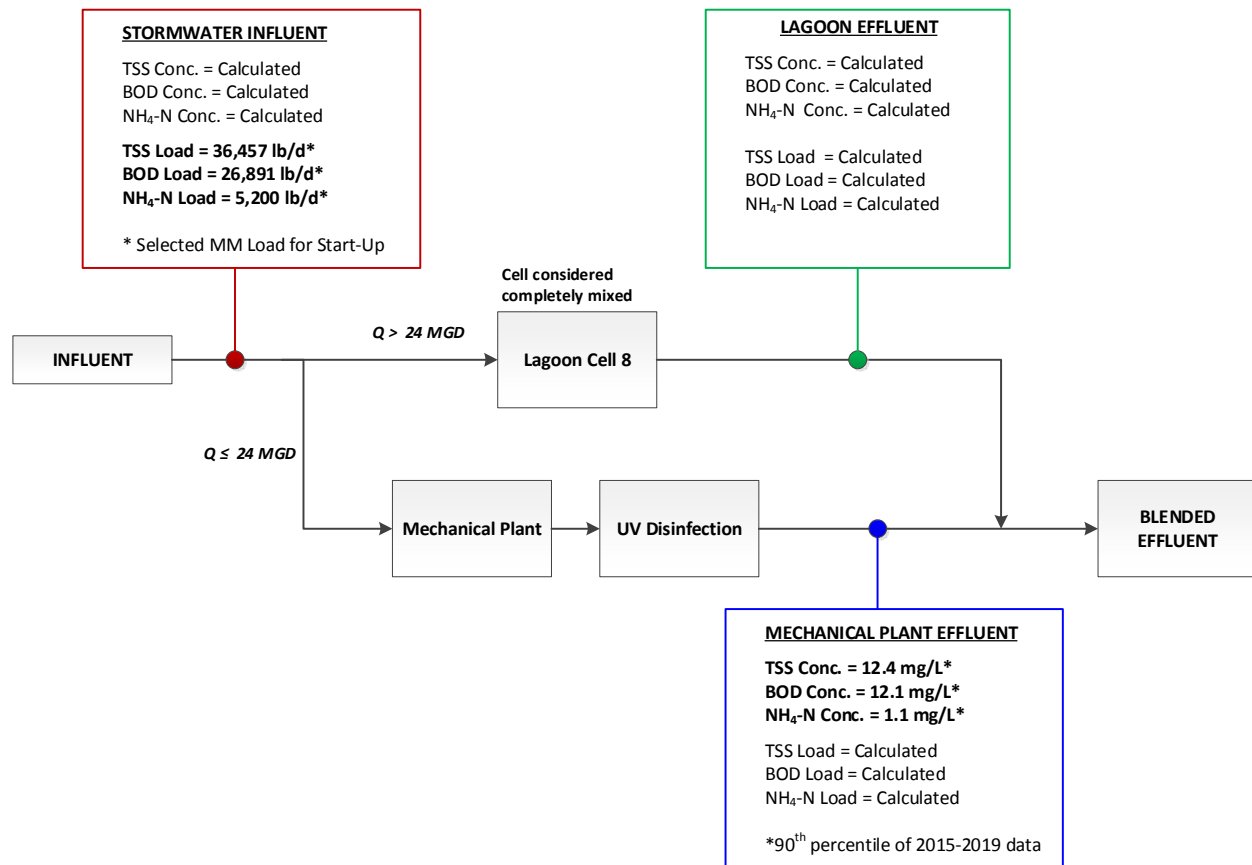 STORMWATER INFLUENT
TSS Conc. = Calculated
BOD Conc. = Calculated
NH₄-N Conc. = Calculated
TSS Load = 36,457 lb/d*
BOD Load = 26,891 lb/d*
NH₄-N Load = 5,200 lb/d*
* Selected MM Load for Start-Up
LAGOON EFFLUENT
TSS Conc. = Calculated
BOD Conc. = Calculated
NH₄-N Conc. = Calculated
TSS Load = Calculated
BOD Load = Calculated
NH₄-N Load = Calculated
Cell considered
completely mixed
Q > 24 MGD
INFLUENT
Lagoon Cell 8
Q ≤ 24 MGD
Mechanical Plant
UV Disinfection
BLENDED
EFFLUENT
MECHANICAL PLANT EFFLUENT
TSS Conc. = 12.4 mg/L*
BOD Conc. = 12.1 mg/L*
NH₄-N Conc. = 1.1 mg/L*
TSS Load = Calculated
BOD Load = Calculated
NH₄-N Load = Calculated
*90th percentile of 2015-2019 data